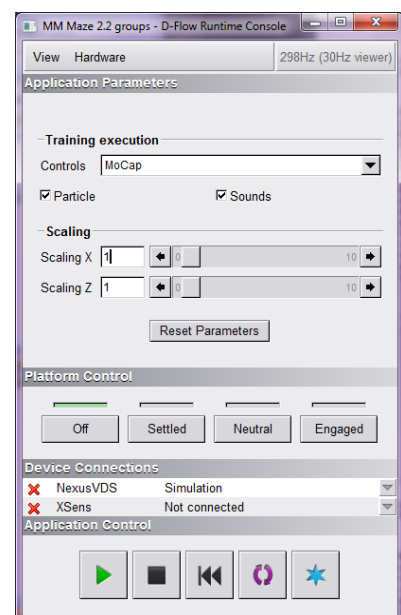 MM Maze 2.2 groups - D-Flow Runtime Console
View Hardware 298Hz (30Hz viewer)
Application Parameters
Training execution
Controls MoCap
Particle Sounds
Scaling
Scaling X 1 0 10
Scaling Z 1 0 10
Reset Parameters
Platform Control
Off Settled Neutral Engaged
Device Connections
NexusVDS Simulation
XSens Not connected
Application Control